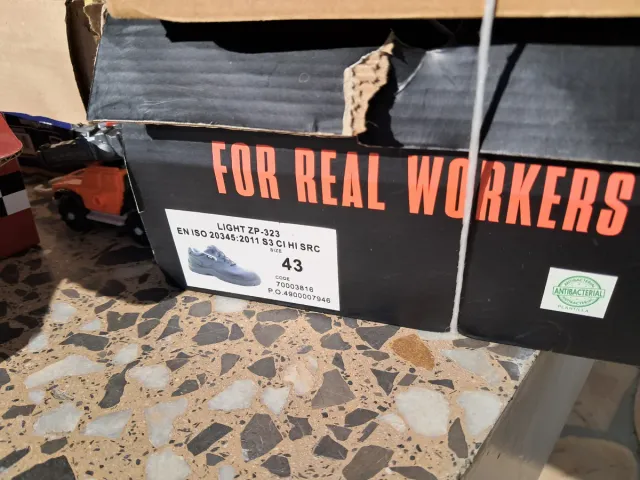 FOR REAL WORKERS
LIGHT ZP-323
EN ISO 20345:2011 S3 CI HI SRC
SIZE
43
CODE
70003816
P.O.4900007946
ANTIBACTERIAL